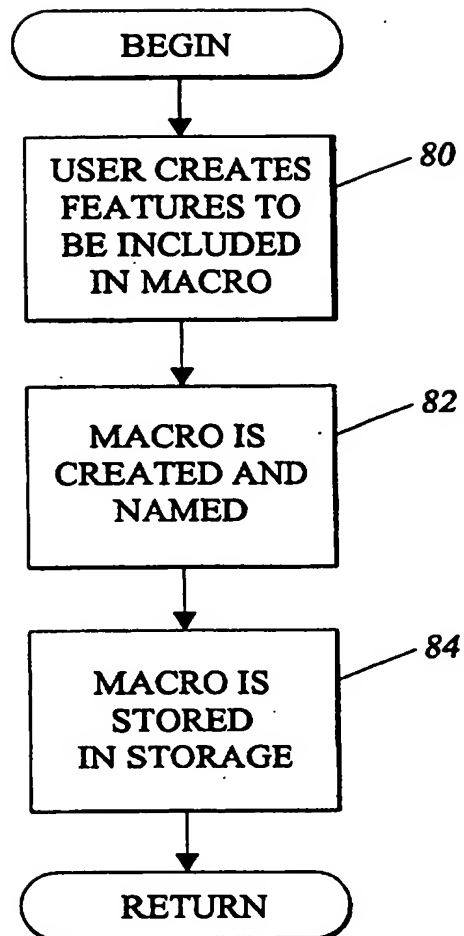 BEGIN
USER CREATES
FEATURES TO
BE INCLUDED
IN MACRO
80
MACRO IS
CREATED AND
NAMED
82
MACRO IS
STORED
IN STORAGE
84
RETURN